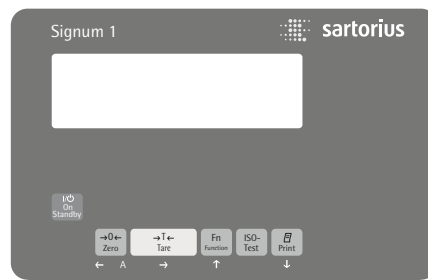 Signum 1
sartorius
I/⏻
On
Standby
→0← →T← Fn ISO-
Zero Tare Function Test Print
← A → ↑ ↓